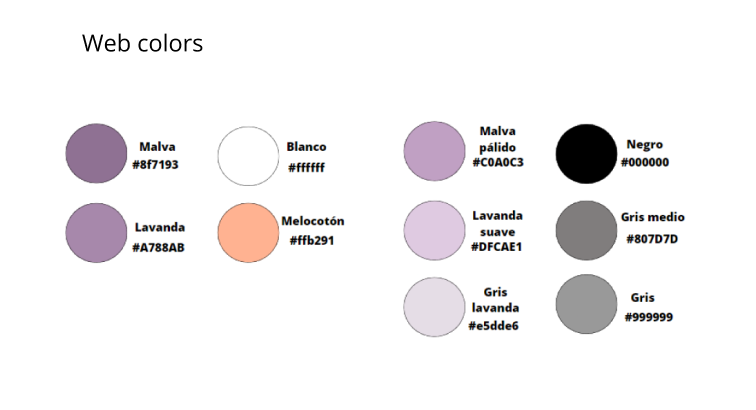 Web colors
Malva
#8f7193
Blanco
#ffffff
Lavanda
#A788AB
Melocotón
#ffb291
Malva
pálido
#C0A0C3
Negro
#000000
Lavanda
suave
#DFCAE1
Gris medio
#807D7D
Gris
lavanda
#e5dde6
Gris
#999999